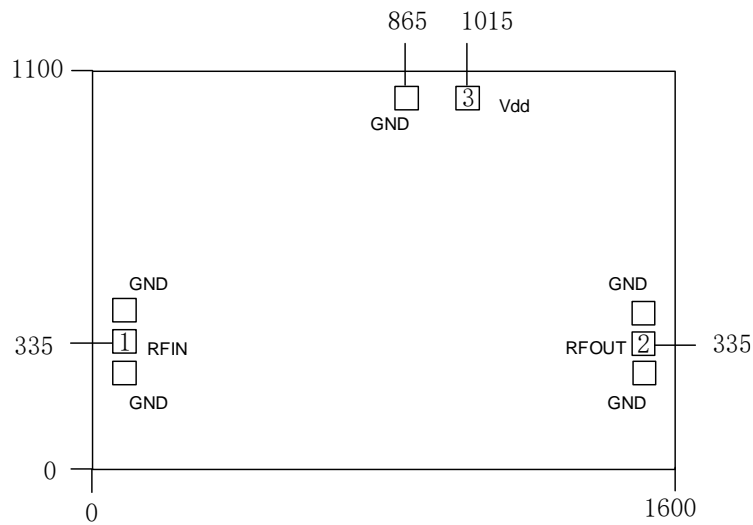 865 1015
1100
3 Vdd
GND
GND GND
335 1 RFIN RFOUT 2 335
GND GND
0
0 1600